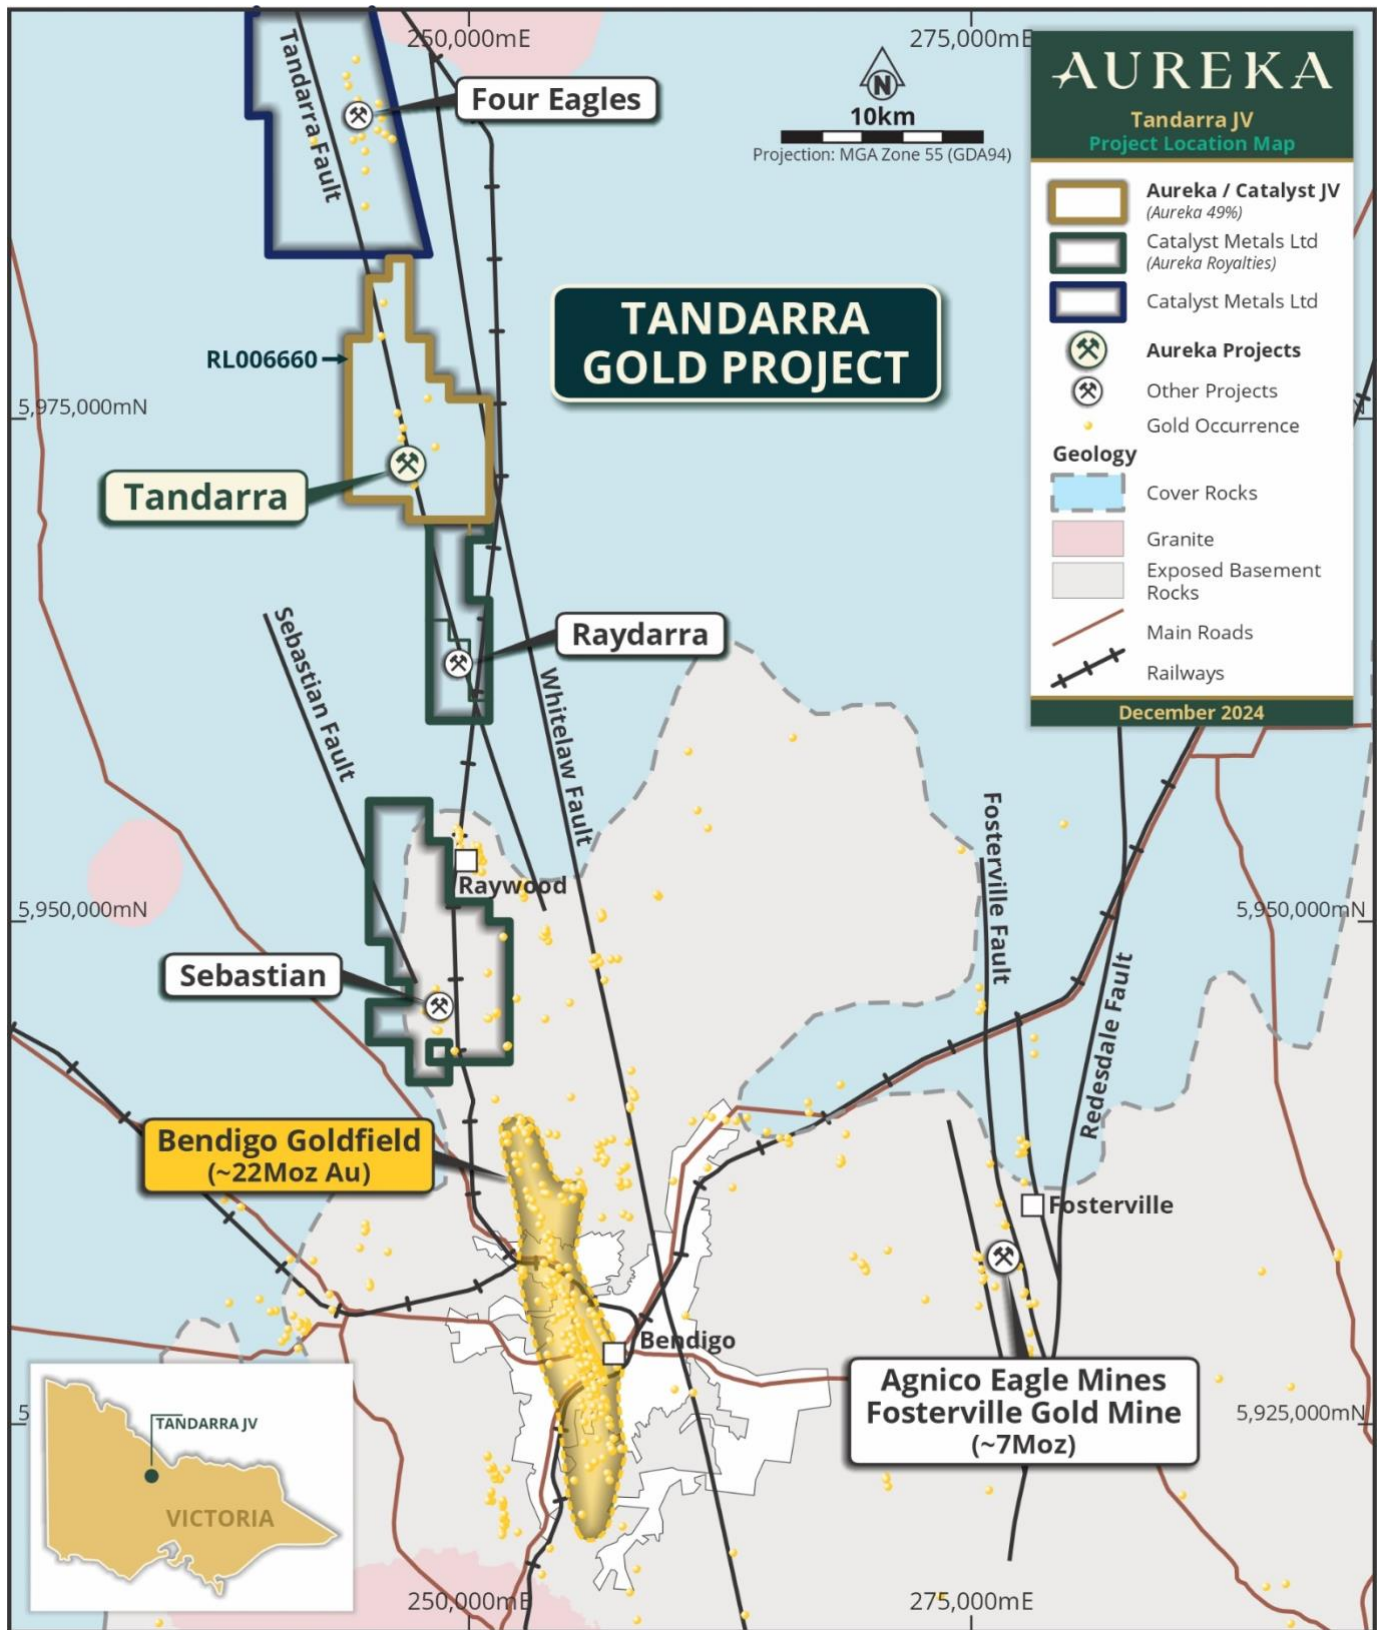 250,000mE
275,000mE
AUREKA
Tandarra JV
Project Location Map
N
10km
Projection: MGA Zone 55 (GDA94)
Aureka / Catalyst JV
(Aureka 49%)
Catalyst Metals Ltd
(Aureka Royalties)
Catalyst Metals Ltd
Aureka Projects
Other Projects
Gold Occurrence
Geology
Cover Rocks
Granite
Exposed Basement
Rocks
Main Roads
Railways
December 2024
Tandarra Fault
Four Eagles
TANDARRA
GOLD PROJECT
RL006660
5,975,000mN
Tandarra
Sebastian Fault
Raydarra
Whitelaw Fault
Fosterville Fault
Raywood
5,950,000mN
5,950,000mN
Sebastian
Redesdale Fault
Bendigo Goldfield
(~22Moz Au)
Fosterville
Bendigo
Agnico Eagle Mines
Fosterville Gold Mine
(~7Moz)
5
5,925,000mN
TANDARRA JV
VICTORIA
250,000mE
275,000mE